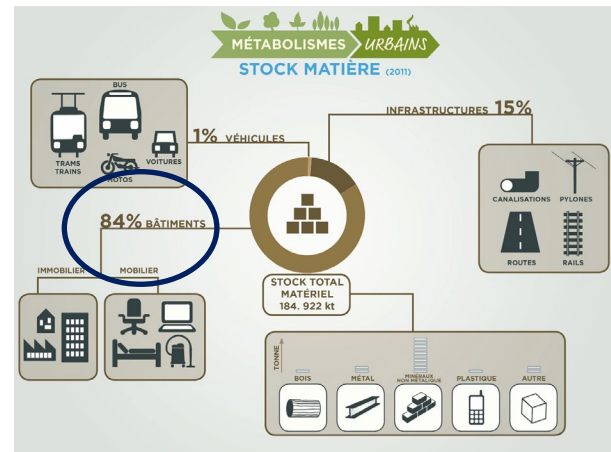 MÉTABOLISMES URBAINS
STOCK MATIÈRE (2011)
BUS
TRAMS
TRAINS
MOTOS
VOITURES
1% VÉHICULES
INFRASTRUCTURES 15%
CANALISATIONS
PYLONES
ROUTES
RAILS
84% BÂTIMENTS
IMMOBILIER
MOBILIER
STOCK TOTAL
MATÉRIEL
184. 922 kt
TONNE
BOIS
MÉTAL
MINÉRAUX
NON MÉTALIQUE
PLASTIQUE
AUTRE